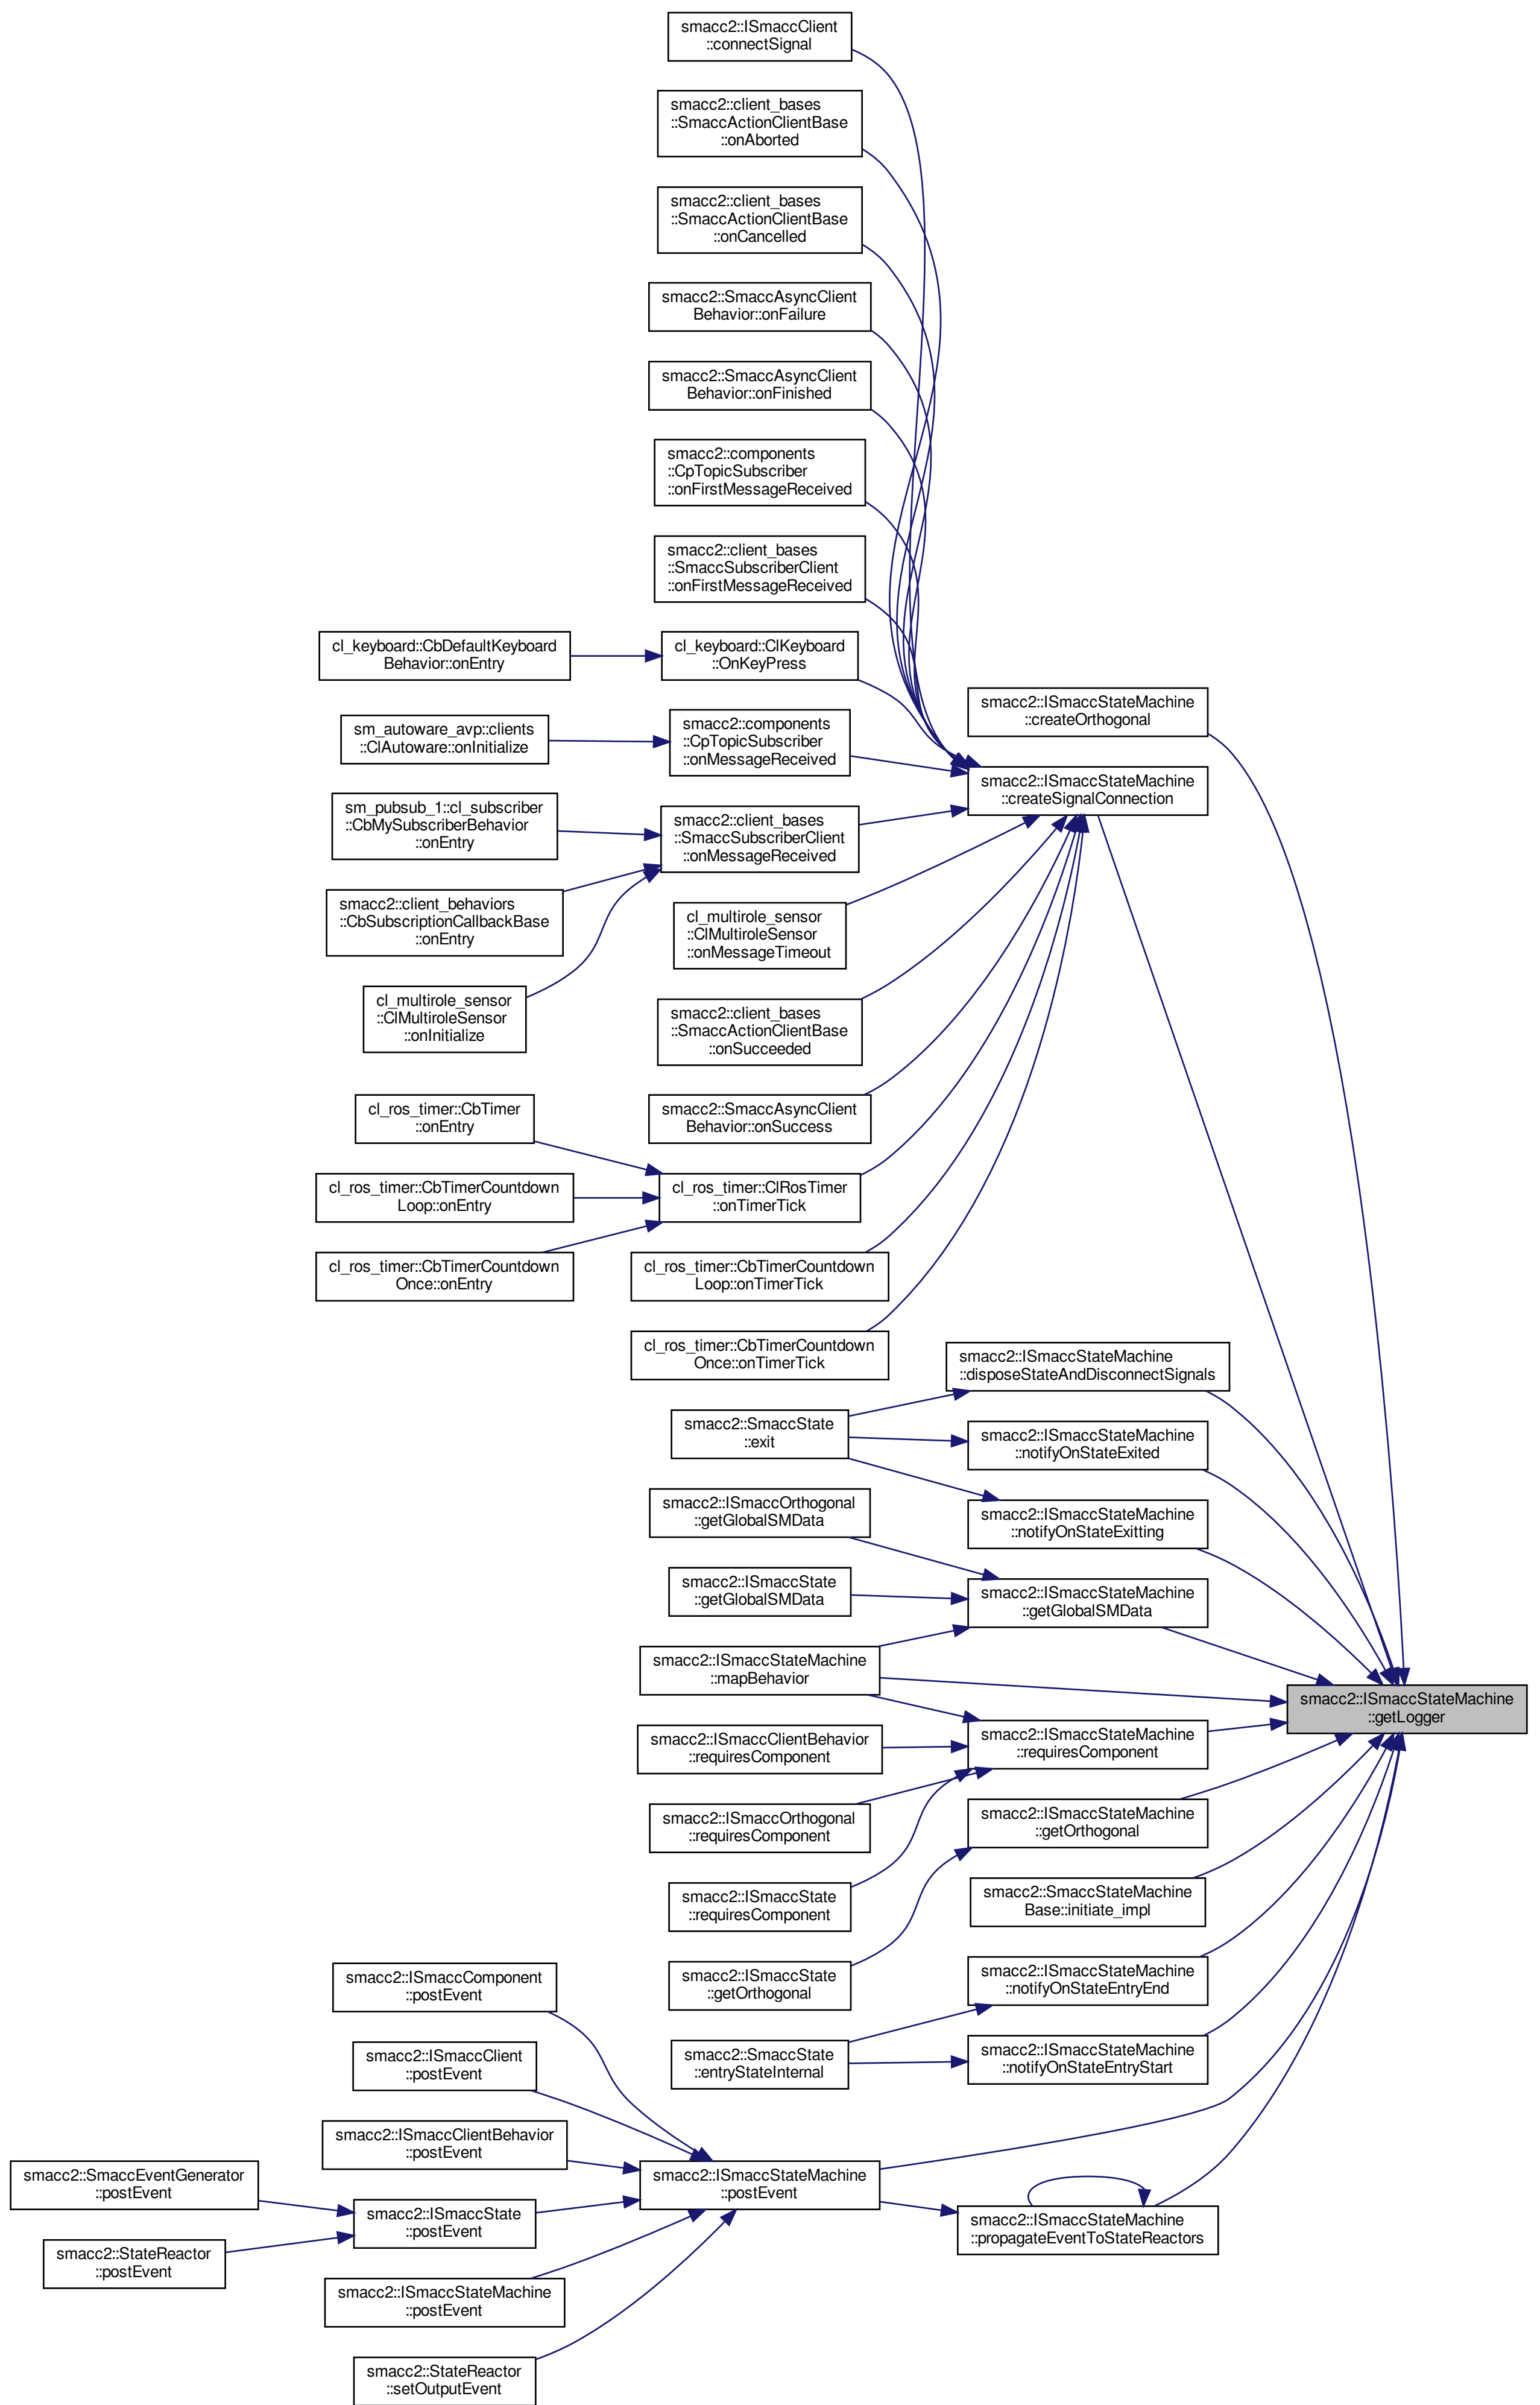 smacc2::ISmaccClient
::connectSignal
smacc2::client_bases
::SmaccActionClientBase
::onAborted
smacc2::client_bases
::SmaccActionClientBase
::onCancelled
smacc2::SmaccAsyncClient
Behavior::onFailure
smacc2::SmaccAsyncClient
Behavior::onFinished
smacc2::components
::CpTopicSubscriber
::onFirstMessageReceived
smacc2::client_bases
::SmaccSubscriberClient
::onFirstMessageReceived
cl_keyboard::CbDefaultKeyboard
Behavior::onEntry
cl_keyboard::ClKeyboard
::OnKeyPress
smacc2::ISmaccStateMachine
::createOrthogonal
sm_autoware_avp::clients
::ClAutoware::onInitialize
smacc2::components
::CpTopicSubscriber
::onMessageReceived
smacc2::ISmaccStateMachine
::createSignalConnection
sm_pubsub_1::cl_subscriber
::CbMySubscriberBehavior
::onEntry
smacc2::client_bases
::SmaccSubscriberClient
::onMessageReceived
smacc2::client_behaviors
::CbSubscriptionCallbackBase
::onEntry
cl_multirole_sensor
::ClMultiroleSensor
::onMessageTimeout
cl_multirole_sensor
::ClMultiroleSensor
::onInitialize
smacc2::client_bases
::SmaccActionClientBase
::onSucceeded
cl_ros_timer::CbTimer
::onEntry
smacc2::SmaccAsyncClient
Behavior::onSuccess
cl_ros_timer::CbTimerCountdown
Loop::onEntry
cl_ros_timer::ClRosTimer
::onTimerTick
cl_ros_timer::CbTimerCountdown
Once::onEntry
cl_ros_timer::CbTimerCountdown
Loop::onTimerTick
cl_ros_timer::CbTimerCountdown
Once::onTimerTick
smacc2::ISmaccStateMachine
::disposeStateAndDisconnectSignals
smacc2::SmaccState
::exit
smacc2::ISmaccStateMachine
::notifyOnStateExited
smacc2::ISmaccOrthogonal
::getGlobalSMData
smacc2::ISmaccStateMachine
::notifyOnStateExitting
smacc2::ISmaccState
::getGlobalSMData
smacc2::ISmaccStateMachine
::getGlobalSMData
smacc2::ISmaccStateMachine
::mapBehavior
smacc2::ISmaccStateMachine
::getLogger
smacc2::ISmaccClientBehavior
::requiresComponent
smacc2::ISmaccStateMachine
::requiresComponent
smacc2::ISmaccOrthogonal
::requiresComponent
smacc2::ISmaccStateMachine
::getOrthogonal
smacc2::ISmaccState
::requiresComponent
smacc2::SmaccStateMachine
Base::initiate_impl
smacc2::ISmaccState
::getOrthogonal
smacc2::ISmaccStateMachine
::notifyOnStateEntryEnd
smacc2::ISmaccComponent
::postEvent
smacc2::SmaccState
::entryStateInternal
smacc2::ISmaccStateMachine
::notifyOnStateEntryStart
smacc2::ISmaccClient
::postEvent
smacc2::ISmaccClientBehavior
::postEvent
smacc2::SmaccEventGenerator
::postEvent
smacc2::ISmaccStateMachine
::postEvent
smacc2::ISmaccState
::postEvent
smacc2::ISmaccStateMachine
::propagateEventToStateReactors
smacc2::StateReactor
::postEvent
smacc2::ISmaccStateMachine
::postEvent
smacc2::StateReactor
::setOutputEvent